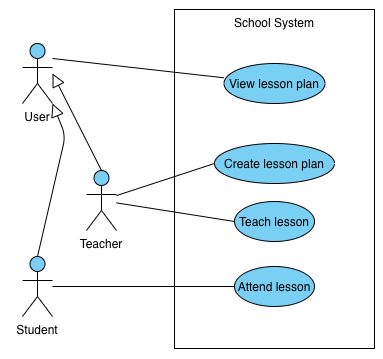 School System
View lesson plan
User
Create lesson plan
Teach lesson
Teacher
Attend lesson
Student